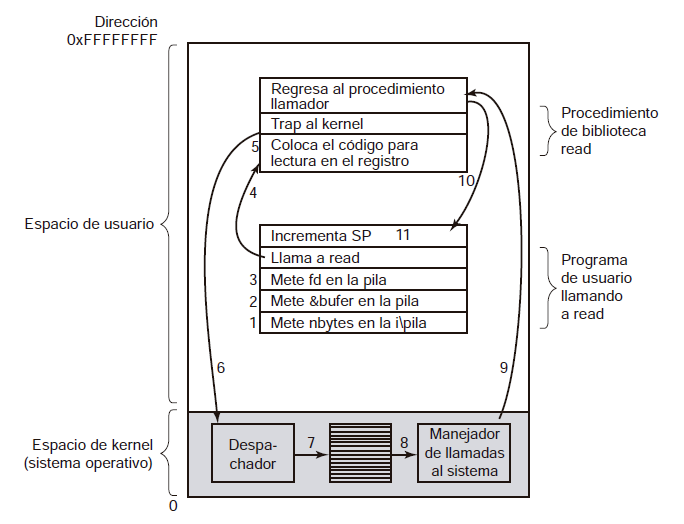 Dirección
0xFFFFFFFF
Regresa al procedimiento
llamador
Trap al kernel
5 Coloca el código para
lectura en el registro
4
10
Procedimiento
de biblioteca
read
Espacio de usuario
Incrementa SP 11
Llama a read
3 Mete fd en la pila
2 Mete &bufer en la pila
1 Mete nbytes en la i\pila
Programa
de usuario
llamando
a read
6
9
Espacio de kernel
(sistema operativo)
Despa-
chador
7
8
Manejador
de llamadas
al sistema
0